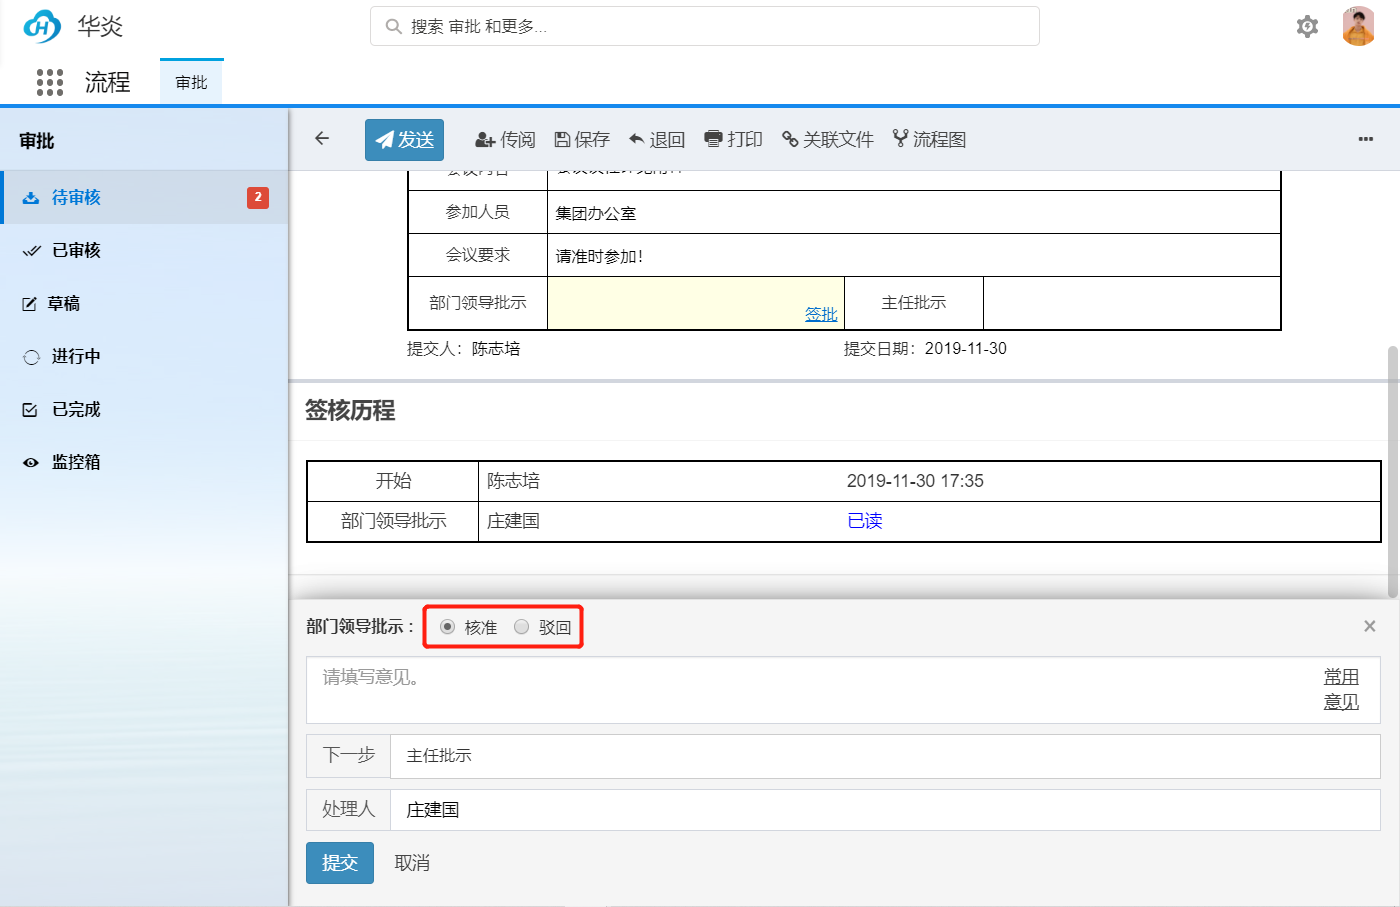 华炎
搜索 审批 和更多...
流程
审批
审批
待审核
2
已审核
草稿
进行中
已完成
监控箱
发送
传阅
保存
退回
打印
关联文件
流程图
会议内容
参加人员
集团办公室
会议要求
请准时参加！
部门领导批示
签批
主任批示
提交人：陈志培
提交日期：2019-11-30
签核历程
开始
陈志培
2019-11-30 17:35
部门领导批示
庄建国
已读
部门领导批示：
核准
驳回
请填写意见。
常用
意见
下一步
主任批示
处理人
庄建国
提交
取消